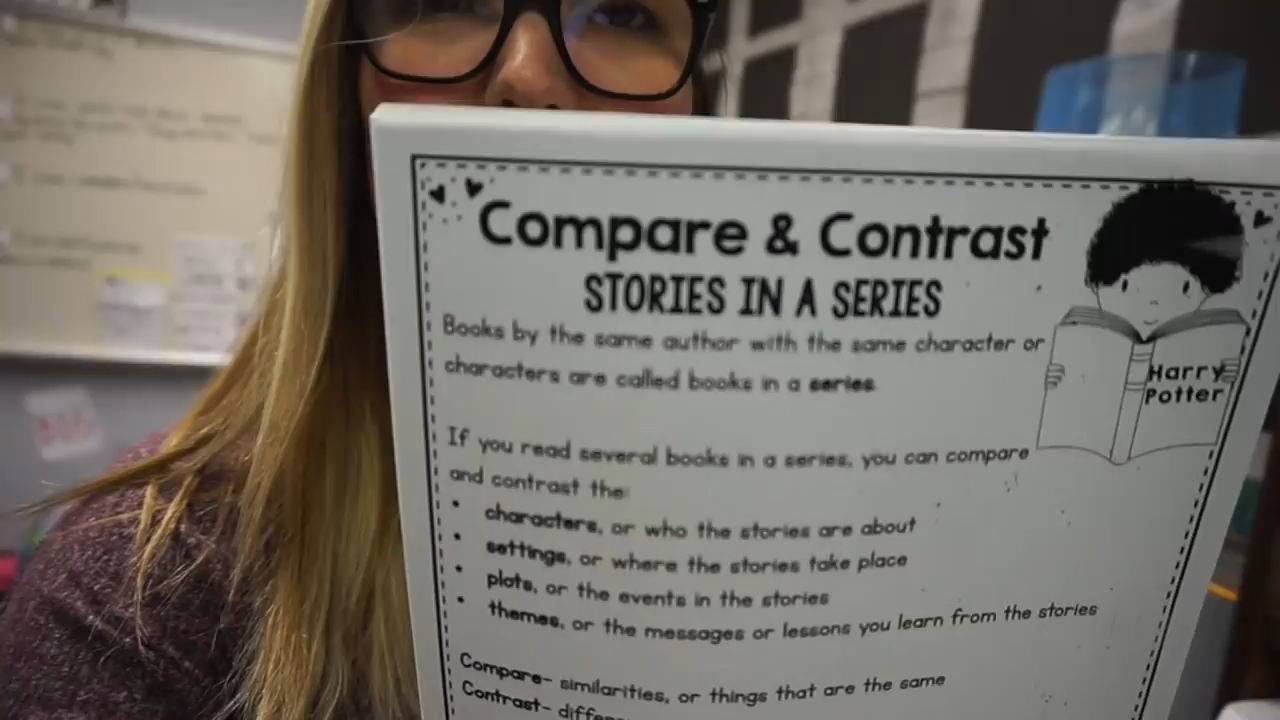 Compare & Contrast
STORIES IN A SERIES
Books by the same author with the same character or
characters are called books in a series.
Harry
Potter
If you read several books in a series, you can compare
and contrast the:
• characters, or who the stories are about
• settings, or where the stories take place
• plots, or the events in the stories
• themes, or the messages or lessons you learn from the stories
Compare- similarities, or things that are the same
Contrast-